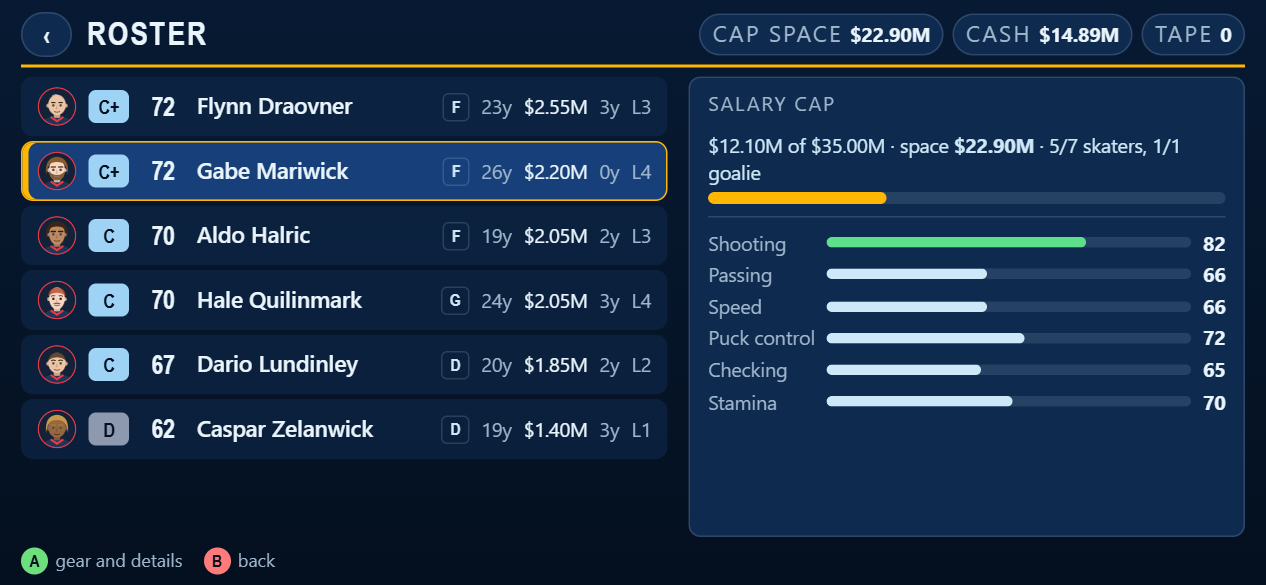 ‹ ROSTER CAP SPACE $22.90M CASH $14.89M TAPE 0
C+ 72 Flynn Draovner F 23y $2.55M 3y L3
C+ 72 Gabe Mariwick F 26y $2.20M 0y L4
C 70 Aldo Halric F 19y $2.05M 2y L3
C 70 Hale Quilinmark G 24y $2.05M 3y L4
C 67 Dario Lundinley D 20y $1.85M 2y L2
D 62 Caspar Zelanwick D 19y $1.40M 3y L1
SALARY CAP
$12.10M of $35.00M · space $22.90M · 5/7 skaters, 1/1
goalie
Shooting 82
Passing 66
Speed 66
Puck control 72
Checking 65
Stamina 70
A gear and details B back